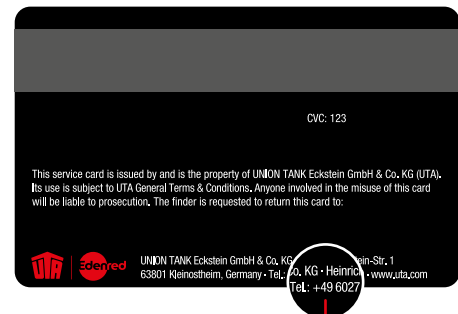 CVC: 123
This service card is issued by and is the property of UNION TANK Eckstein GmbH & Co. KG (UTA).
Its use is subject to UTA General Terms & Conditions. Anyone involved in the misuse of this card
will be liable to prosecution. The finder is requested to return this card to:
UTA Edenred
UNION TANK Eckstein GmbH & Co. KG ein-Str. 1
63801 Kleinostheim, Germany • Tel.: • www.uta.com
Co. KG • Heinric
Tel.: +49 6027